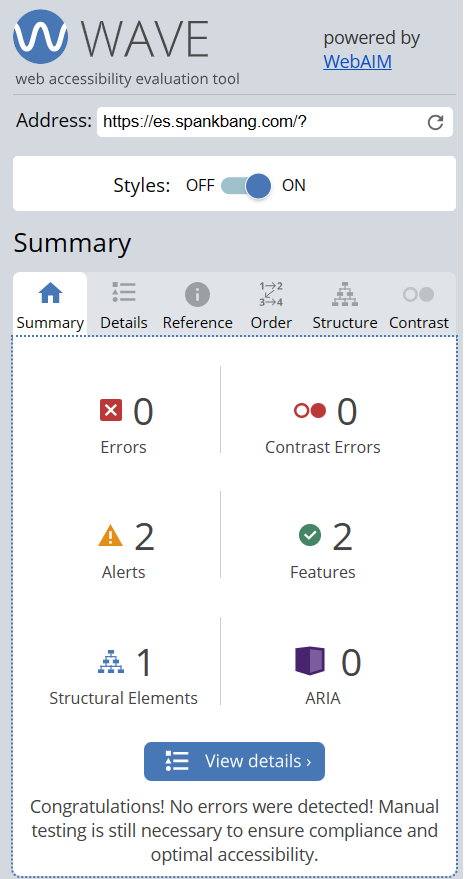 WAVE
web accessibility evaluation tool
powered by
WebAIM
Address: https://es.spankbang.com/?
Styles: OFF ON
Summary
Summary Details Reference Order Structure Contrast
1→2
3→4
0 0
Errors Contrast Errors
2 2
Alerts Features
1 0
Structural Elements ARIA
View details ›
Congratulations! No errors were detected! Manual
testing is still necessary to ensure compliance and
optimal accessibility.